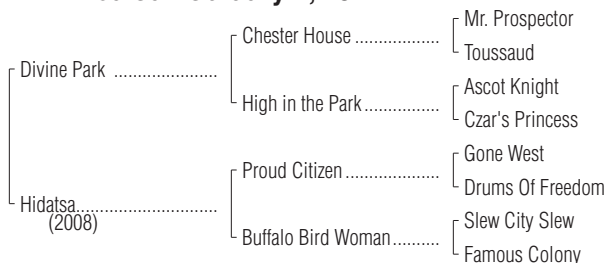 Mr. Prospector
Chester House ..................
Toussaud
Divine Park ......................
Ascot Knight
High in the Park................
Czar's Princess
Gone West
Proud Citizen ....................
Drums Of Freedom
Hidatsa..............................
(2008)
Slew City Slew
Buffalo Bird Woman..........
Famous Colony